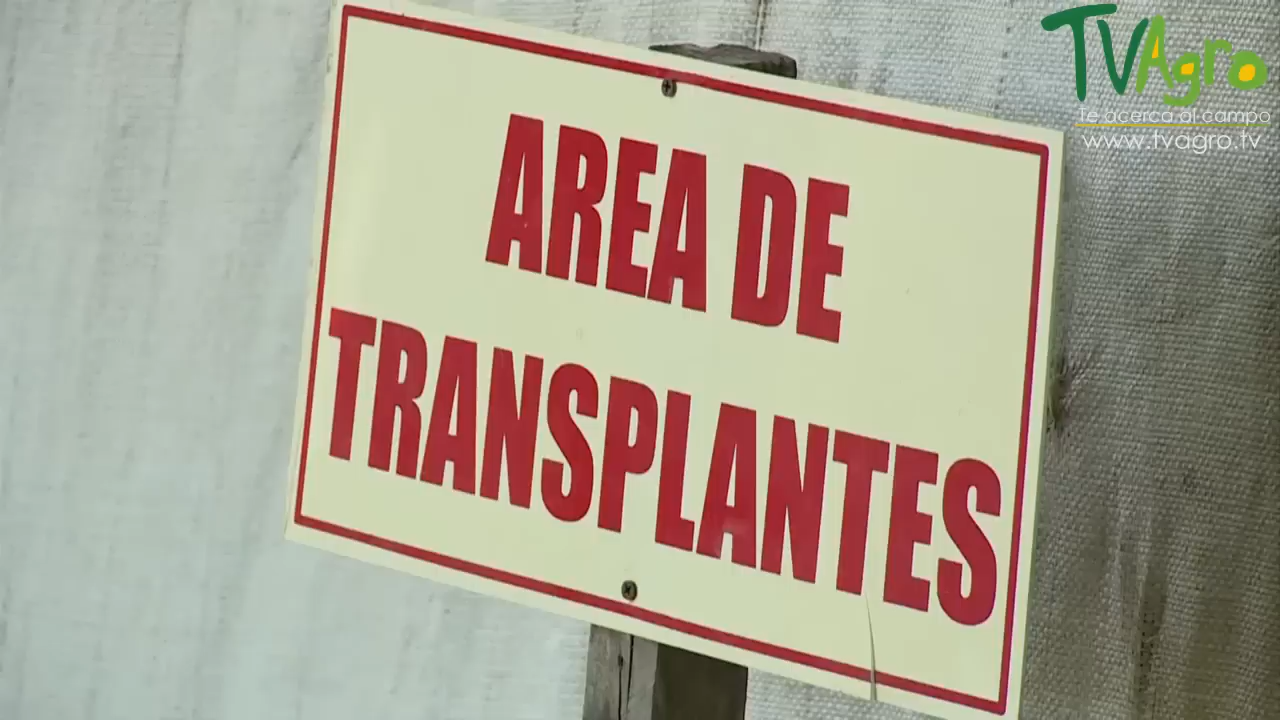 AREA DE
TRANSPLANTES
TVAgro
Te acerca al campo
www.tvagro.tv